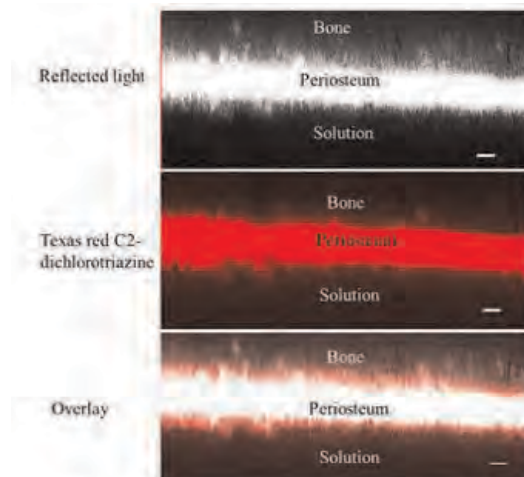 Bone
Reflected light
Periosteum
Solution
Bone
Texas red C2-
dichlorotriazine
Periosteum
Solution
Bone
Overlay
Periosteum
Solution